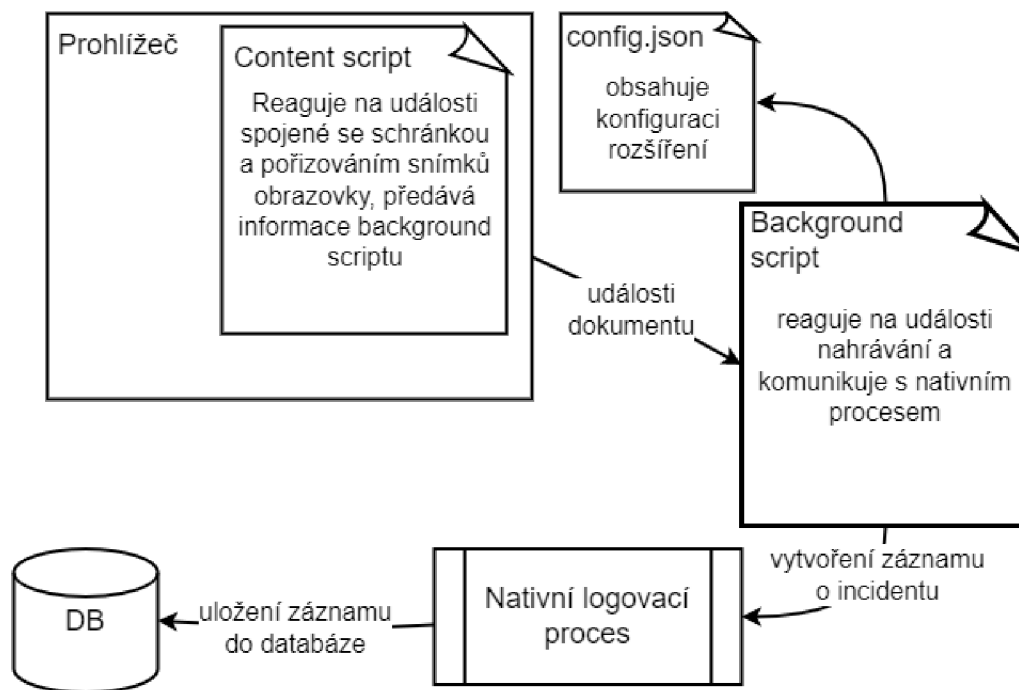 Prohlížeč
Content script
Reaguje na události
spojené se schránkou
a pořizováním snímků
obrazovky, předává
informace background
scriptu
config.json
obsahuje
konfiguraci
rozšíření
události
dokumentu
Background
script
reaguje na události
nahrávání a
komunikuje s nativním
procesem
vytvoření záznamu
o incidentu
Nativní logovací
proces
uložení záznamu
do databáze
DB